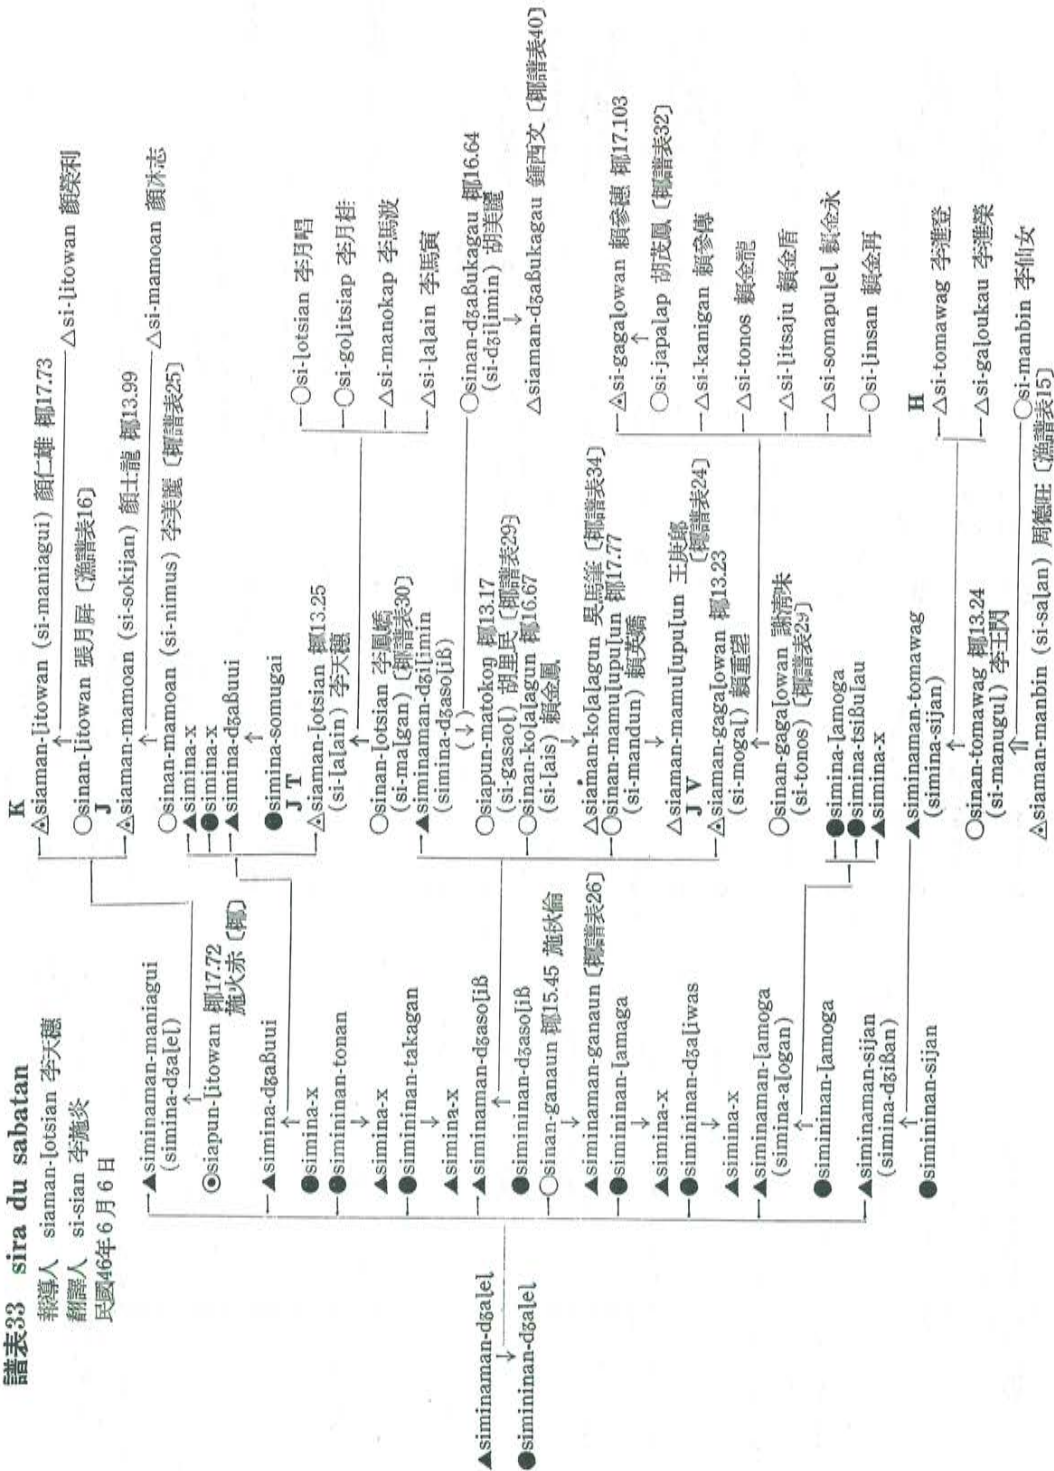 譜表33 sira du sabatan
報導人 siaman-ḷotsian 李天穗
翻譯人 si-sian 李施炎
民國46年6月6日
▲siminaman-dʒaḷeḷ
↓
●simininan-dʒaḷeḷ
▲siminaman-maniagui
(simina-dʒaḷeḷ)
↑
◉siapun-ḷitowan 椰17.72
施火赤〔椰〕
▲simina-dʒaßuui
↑
●simina-x
●simininan-tonan
↓
▲simina-x
●simininan-takagan
↓
▲simina-x
▲siminaman-dʒasoḷiß
↑
●simininan-dʒasoḷiß
○sinan-ganaun 椰15.45 施秋倫
↓
▲siminaman-ganaun〔椰譜表26〕
●simininan-ḷamaga
↓
▲simina-x
●simininan-dʒaḷiwas
↓
▲simina-x
▲siminaman-ḷamoga
(simina-aḷogan)
↑
●simininan-ḷamoga
▲siminaman-sijan
(simina-dʒißan)
↑
●simininan-sijan
K
△siaman-ḷitowan (si-maniagui) 顏仁雄 椰17.73
↑
○sinan-ḷitowan 張月屏〔漁譜表16〕
J
△siaman-mamoan (si-sokijan) 顏土龍 椰13.99
↑
○sinan-mamoan (si-nimus) 李美麗〔椰譜表25〕
▲simina-x
●simina-x
▲simina-dʒaßuui
↑
●simina-somugai
J T
△siaman-ḷotsian 椰13.25
(si-ḷaḷain) 李天穗
↑
○sinan-ḷotsian 李鳳嬌
(si-maḷgan)〔椰譜表30〕
▲siminaman-dʒiḷimin
(simina-dʒasoḷiß)
(↓)
○siapun-matokoŋ 椰13.17
(si-gasaoḷ) 胡里民〔椰譜表29〕
○sinan-koḷaḷagun 椰16.67
(si-ḷais) 賴金鳳
↓
△siaman-koḷaḷagun 吳馬筆〔椰譜表34〕
○sinan-mamuḷupuḷun 椰17.77
(si-mandun) 賴英嬌
↓
△siaman-mamuḷupuḷun 王庚郎
〔椰譜表24〕
J V
△siaman-gagaḷowan 椰13.23
(si-mogaḷ) 賴重望
↑
○sinan-gagaḷowan 謝清味
(si-tonos)〔椰譜表29〕
●simina-ḷamoga
●simina-tsißuḷau
▲simina-x
▲siminaman-tomawag
(simina-sijan)
↑
○sinan-tomawag 椰13.24
(si-manuguḷ) 李玉閃
⇑
△siaman-manbin (si-saḷan) 周德旺〔漁譜表15〕
△si-ḷitowan 顏榮利
△si-mamoan 顏沐志
○si-ḷotsian 李月唱
○si-goḷitsiap 李月桂
△si-manokap 李馬波
△si-ḷaḷain 李馬寅
○sinan-dʒaßukagau 椰16.64
(si-dʒiḷimin) 胡美麗
↓
△siaman-dʒaßukagau 鍾西文〔椰譜表40〕
△si-gagaḷowan 賴參德 椰17.103
↑
○si-japaḷap 胡茂鳳〔椰譜表32〕
△si-kanigan 賴參傳
△si-tonos 賴金龍
△si-ḷitsaju 賴金盾
△si-somapuḷeḷ 賴金永
○si-ḷinsan 賴金再
H
△si-tomawag 李進登
△si-gaḷoukau 李進榮
○si-manbin 李仙女